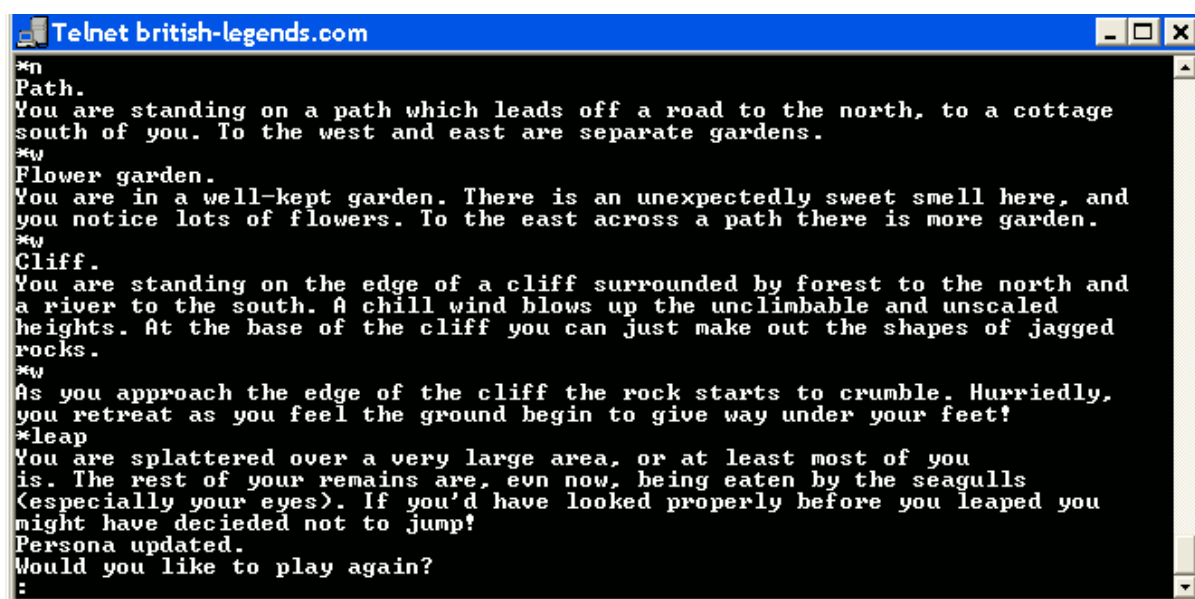 Telnet british-legends.com
*n
Path.
You are standing on a path which leads off a road to the north, to a cottage
south of you. To the west and east are separate gardens.
*w
Flower garden.
You are in a well-kept garden. There is an unexpectedly sweet smell here, and
you notice lots of flowers. To the east across a path there is more garden.
*w
Cliff.
You are standing on the edge of a cliff surrounded by forest to the north and
a river to the south. A chill wind blows up the unclimbable and unscaled
heights. At the base of the cliff you can just make out the shapes of jagged
rocks.
*w
As you approach the edge of the cliff the rock starts to crumble. Hurriedly,
you retreat as you feel the ground begin to give way under your feet!
*leap
You are splattered over a very large area, or at least most of you
is. The rest of your remains are, evn now, being eaten by the seagulls
(especially your eyes). If you'd have looked properly before you leaped you
might have decieded not to jump!
Persona updated.
Would you like to play again?
: